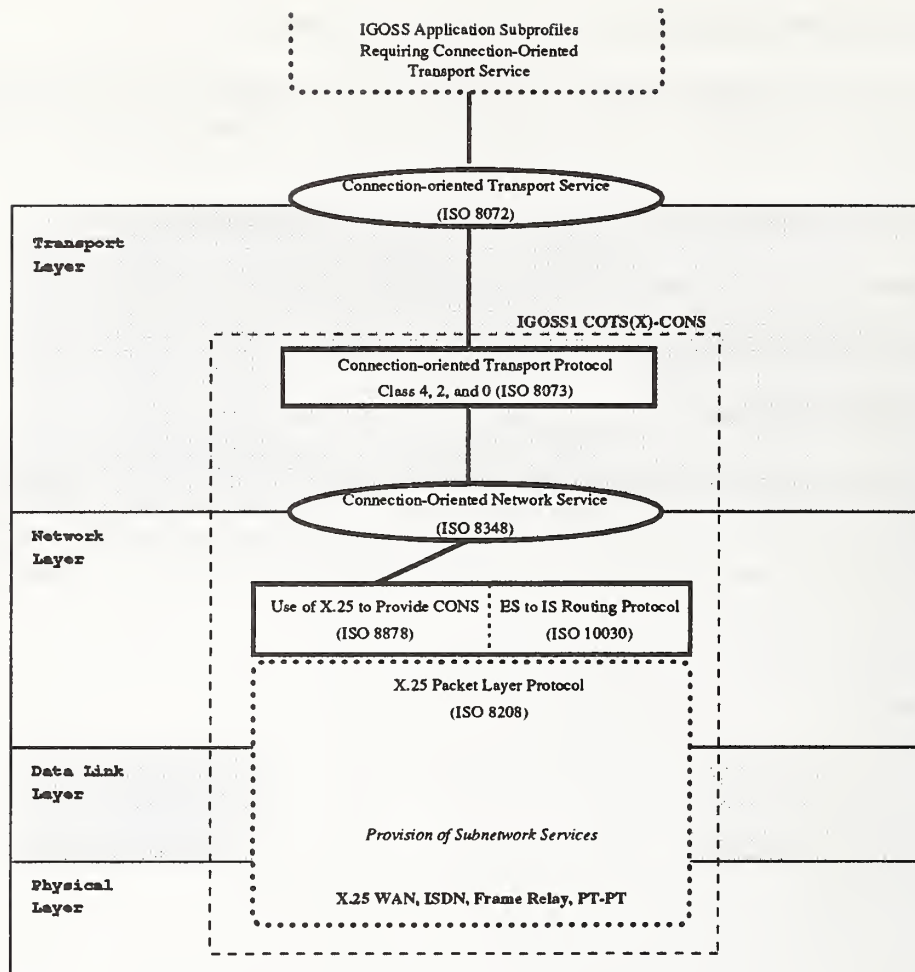 IGOSS Application Subprofiles
Requiring Connection-Oriented
Transport Service
Connection-oriented Transport Service
(ISO 8072)
Transport
Layer
IGOSS1 COTS(X)-CONS
Connection-oriented Transport Protocol
Class 4, 2, and 0 (ISO 8073)
Connection-Oriented Network Service
(ISO 8348)
Network
Layer
Use of X.25 to Provide CONS
(ISO 8878)
ES to IS Routing Protocol
(ISO 10030)
X.25 Packet Layer Protocol
(ISO 8208)
Data Link
Layer
Provision of Subnetwork Services
Physical
Layer
X.25 WAN, ISDN, Frame Relay, PT-PT